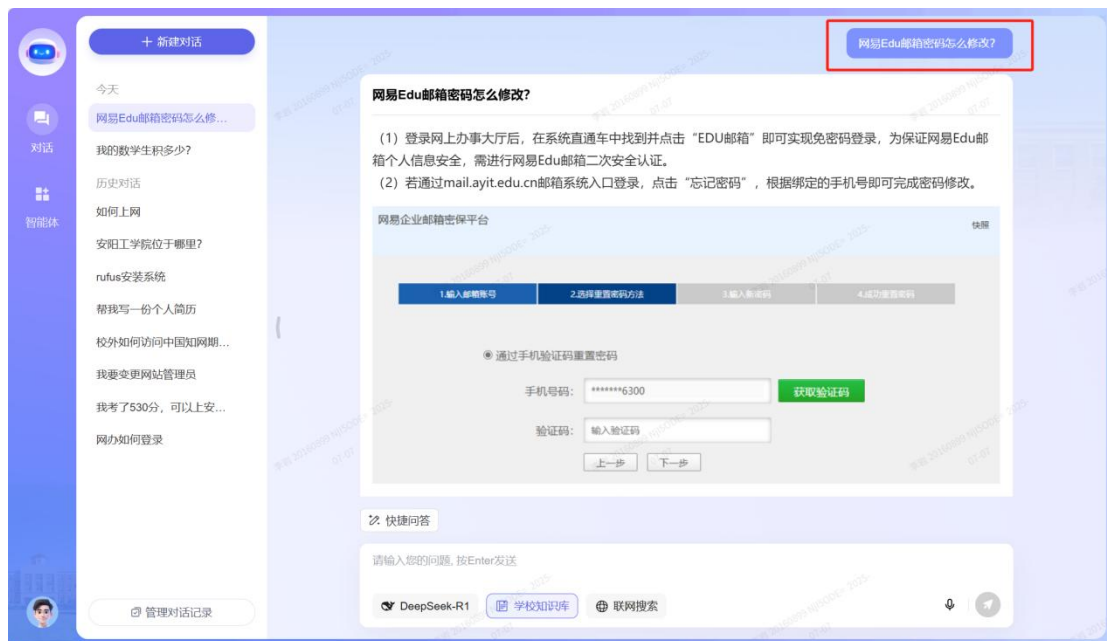 + 新建对话
网易Edu邮箱密码怎么修改?
今天
网易Edu邮箱密码怎么修...
我的数学生积多少?
历史对话
如何上网
安阳工学院位于哪里?
rufus安装系统
帮我写一份个人简历
校外如何访问中国知网期...
我要变更网站管理员
我考了530分，可以上安...
网办如何登录
管理对话记录
对话
智能体
网易Edu邮箱密码怎么修改?
（1）登录网上办事大厅后，在系统直通车中找到并点击“EDU邮箱”即可实现免密码登录，为保证网易Edu邮
箱个人信息安全，需进行网易Edu邮箱二次安全认证。
（2）若通过mail.ayit.edu.cn邮箱系统入口登录，点击“忘记密码”，根据绑定的手机号即可完成密码修改。
网易企业邮箱密保平台
快照
1.输入邮箱账号 2.选择重置密码方法 3.输入新密码 4.成功重置密码
通过手机验证码重置密码
手机号码: *******6300 获取验证码
验证码: 输入验证码
上一步 下一步
快捷问答
请输入您的问题, 按Enter发送
DeepSeek-R1 学校知识库 联网搜索